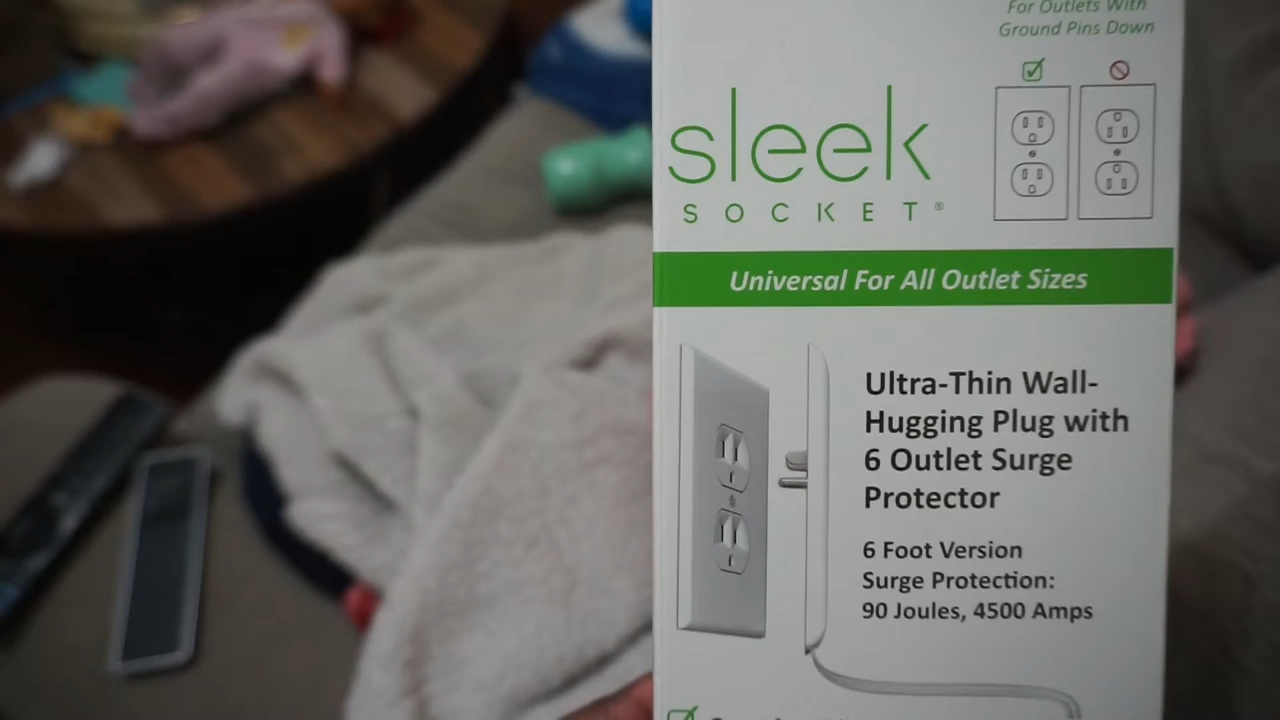 For Outlets With
Ground Pins Down
sleek
SOCKET®
Universal For All Outlet Sizes
Ultra-Thin Wall-
Hugging Plug with
6 Outlet Surge
Protector
6 Foot Version
Surge Protection:
90 Joules, 4500 Amps